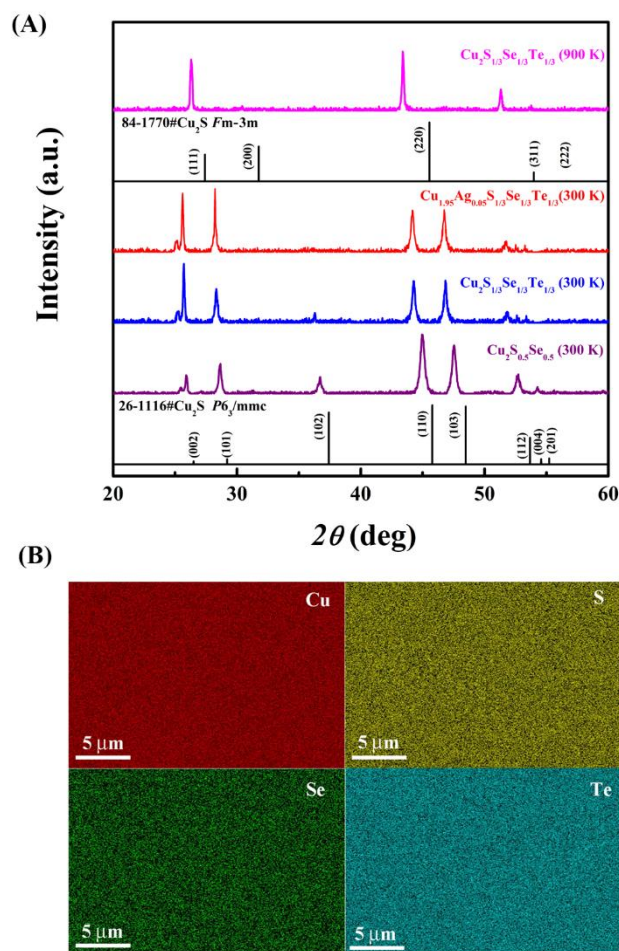 (A)
Intensity (a.u.)
Cu₂S₁/₃Se₁/₃Te₁/₃ (900 K)
84-1770#Cu₂S Fm-3m
(111)
(200)
(220)
(311)
(222)
Cu₁.₉₅Ag₀.₀₅S₁/₃Se₁/₃Te₁/₃(300 K)
Cu₂S₁/₃Se₁/₃Te₁/₃ (300 K)
Cu₂S₀.₅Se₀.₅ (300 K)
26-1116#Cu₂S P6₃/mmc
(002)
(101)
(102)
(110)
(103)
(112)
(004)
(201)
20 30 40 50 60
2θ (deg)
(B)
Cu
5 μm
S
5 μm
Se
5 μm
Te
5 μm